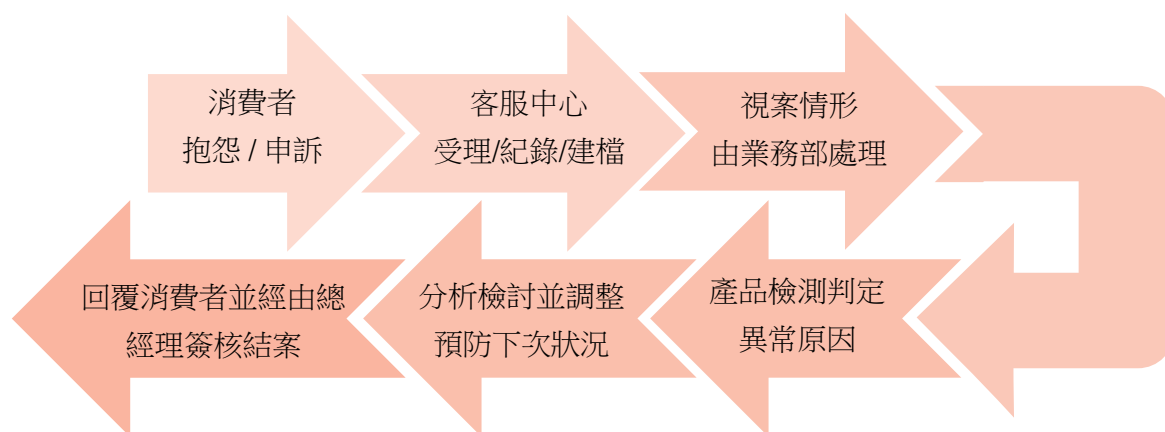 消費者
抱怨 / 申訴
客服中心
受理/紀錄/建檔
視案情形
由業務部處理
產品檢測判定
異常原因
分析檢討並調整
預防下次狀況
回覆消費者並經由總
經理簽核結案